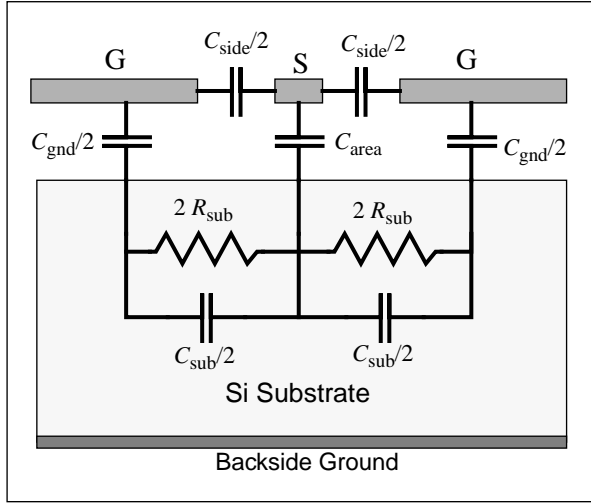 C_side/2 C_side/2
G S G
C_gnd/2 C_area C_gnd/2
2 R_sub 2 R_sub
C_sub/2 C_sub/2
Si Substrate
Backside Ground